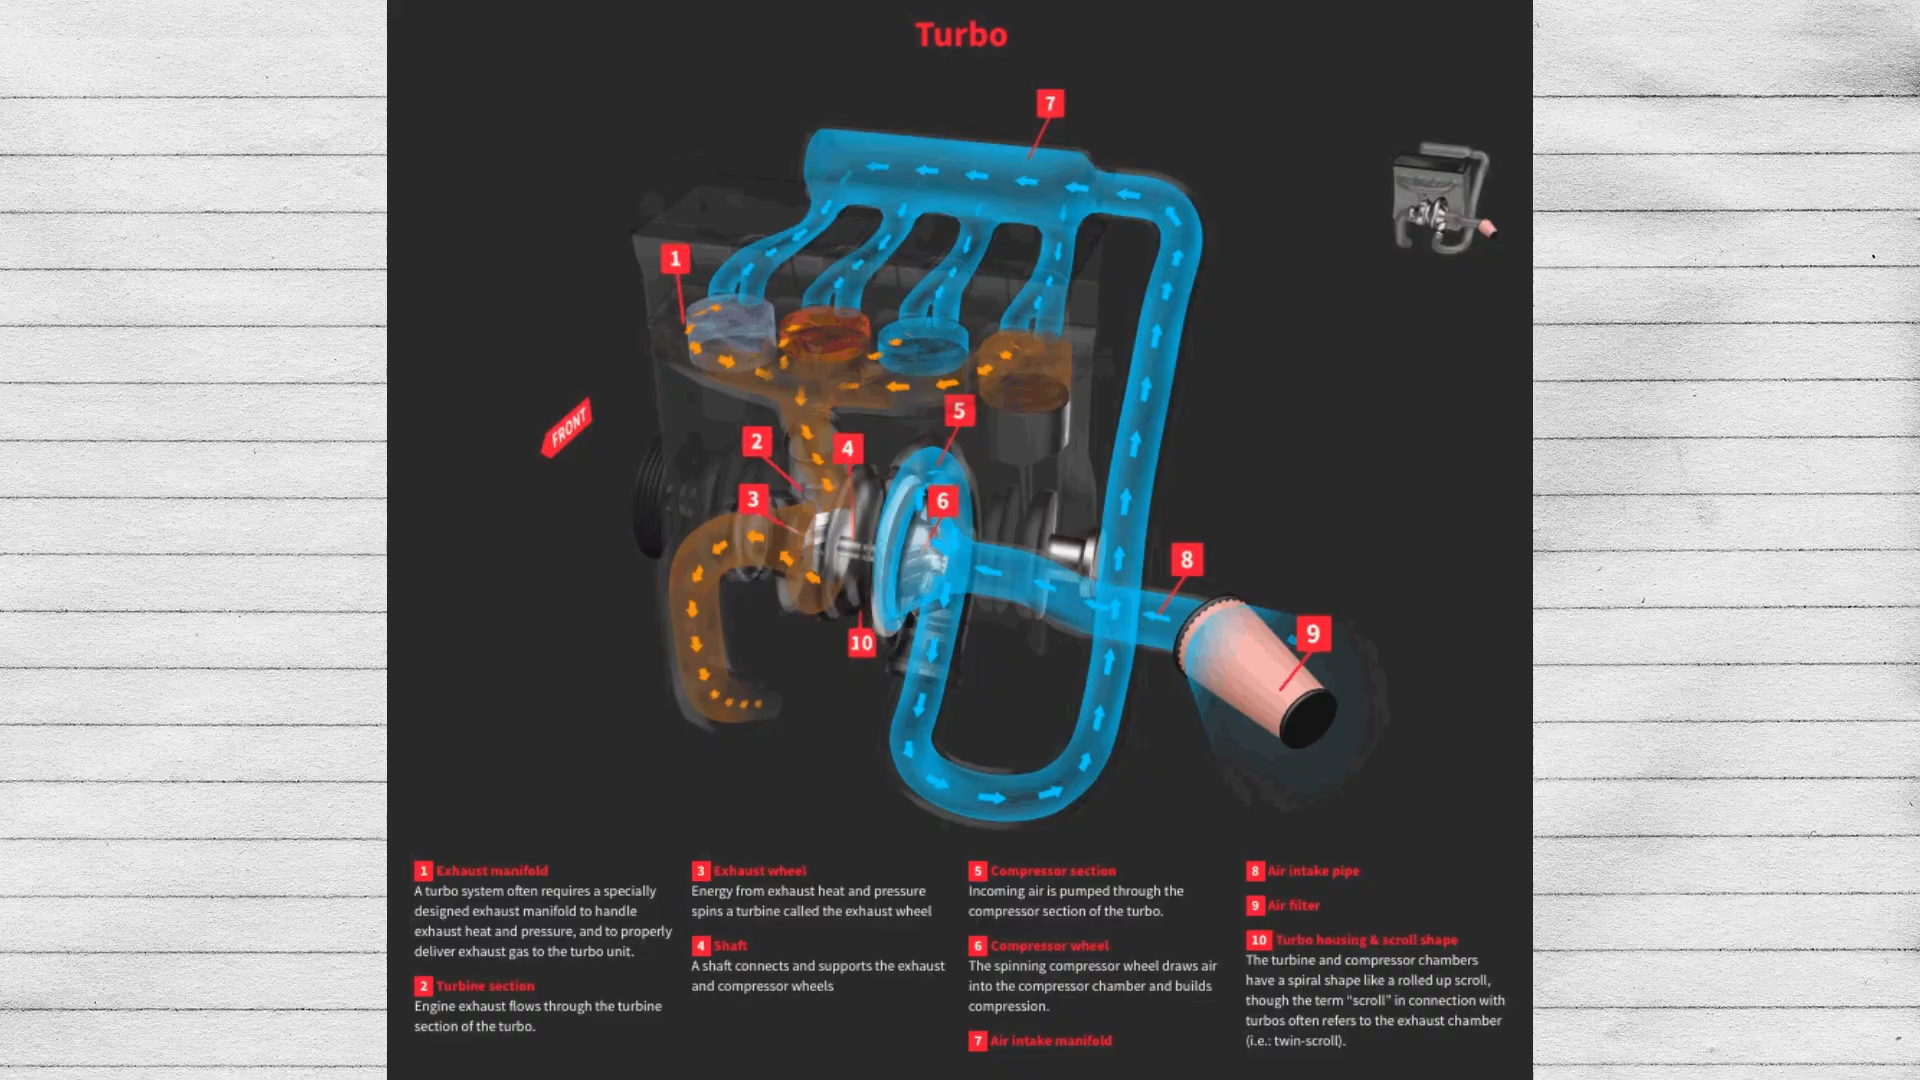 Turbo
7
1
FRONT
5
2
4
3
6
8
10
9
1 Exhaust manifold
A turbo system often requires a specially
designed exhaust manifold to handle
exhaust heat and pressure, and to properly
deliver exhaust gas to the turbo unit.
2 Turbine section
Engine exhaust flows through the turbine
section of the turbo.
3 Exhaust wheel
Energy from exhaust heat and pressure
spins a turbine called the exhaust wheel
4 Shaft
A shaft connects and supports the exhaust
and compressor wheels
5 Compressor section
Incoming air is pumped through the
compressor section of the turbo.
6 Compressor wheel
The spinning compressor wheel draws air
into the compressor chamber and builds
compression.
7 Air intake manifold
8 Air intake pipe
9 Air filter
10 Turbo housing & scroll shape
The turbine and compressor chambers
have a spiral shape like a rolled up scroll,
though the term “scroll” in connection with
turbos often refers to the exhaust chamber
(i.e.: twin-scroll).